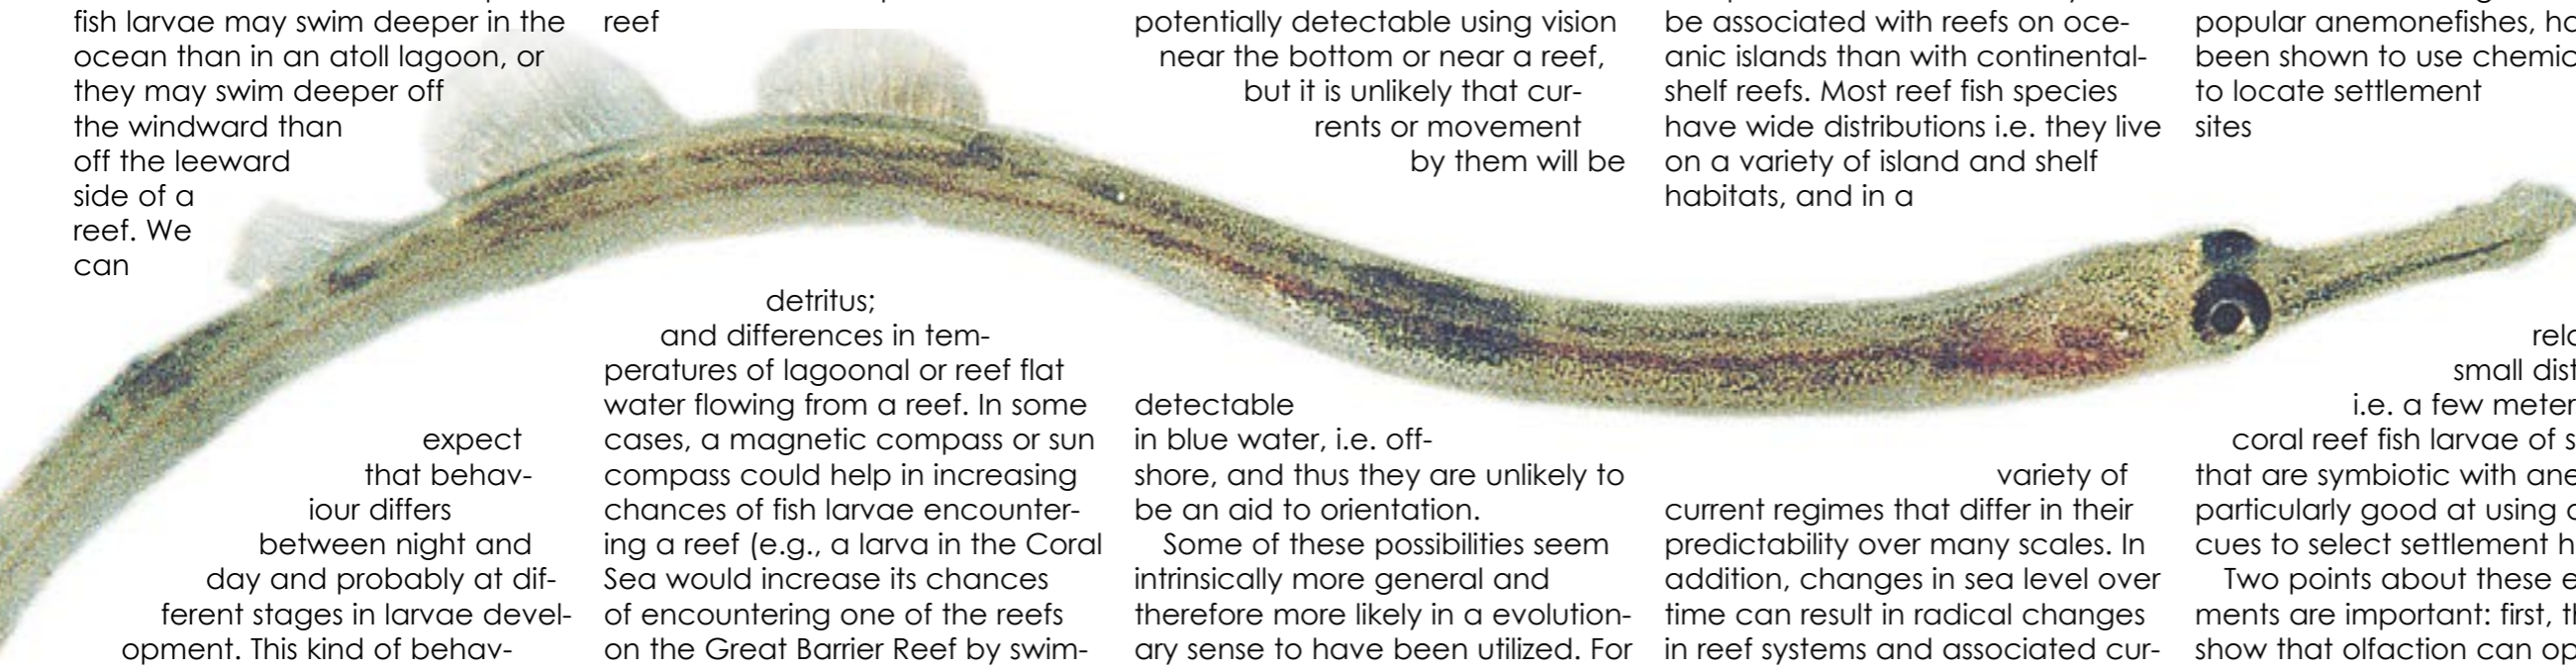 fish larvae may swim deeper in the
ocean than in an atoll lagoon, or
they may swim deeper off
the windward than
off the leeward
side of a
reef. We
can
expect
that behav-
iour differs
between night and
day and probably at dif-
ferent stages in larvae devel-
opment. This kind of behav-
reef
detritus;
and differences in tem-
peratures of lagoonal or reef flat
water flowing from a reef. In some
cases, a magnetic compass or sun
compass could help in increasing
chances of fish larvae encounter-
ing a reef (e.g., a larva in the Coral
Sea would increase its chances
of encountering one of the reefs
on the Great Barrier Reef by swim-
potentially detectable using vision
near the bottom or near a reef,
but it is unlikely that cur-
rents or movement
by them will be
detectable
in blue water, i.e. off-
shore, and thus they are unlikely to
be an aid to orientation.
Some of these possibilities seem
intrinsically more general and
therefore more likely in a evolution-
ary sense to have been utilized. For
be associated with reefs on oce-
anic islands than with continental-
shelf reefs. Most reef fish species
have wide distributions i.e. they live
on a variety of island and shelf
habitats, and in a
variety of
current regimes that differ in their
predictability over many scales. In
addition, changes in sea level over
time can result in radical changes
in reef systems and associated cur-
popular anemonefishes,
been shown to use
to locate settlement
sites
small
i.e. a few
coral reef fish larvae of
that are symbiotic with
particularly good at using
cues to select settlement
Two points about these
ments are important: first,
show that olfaction can